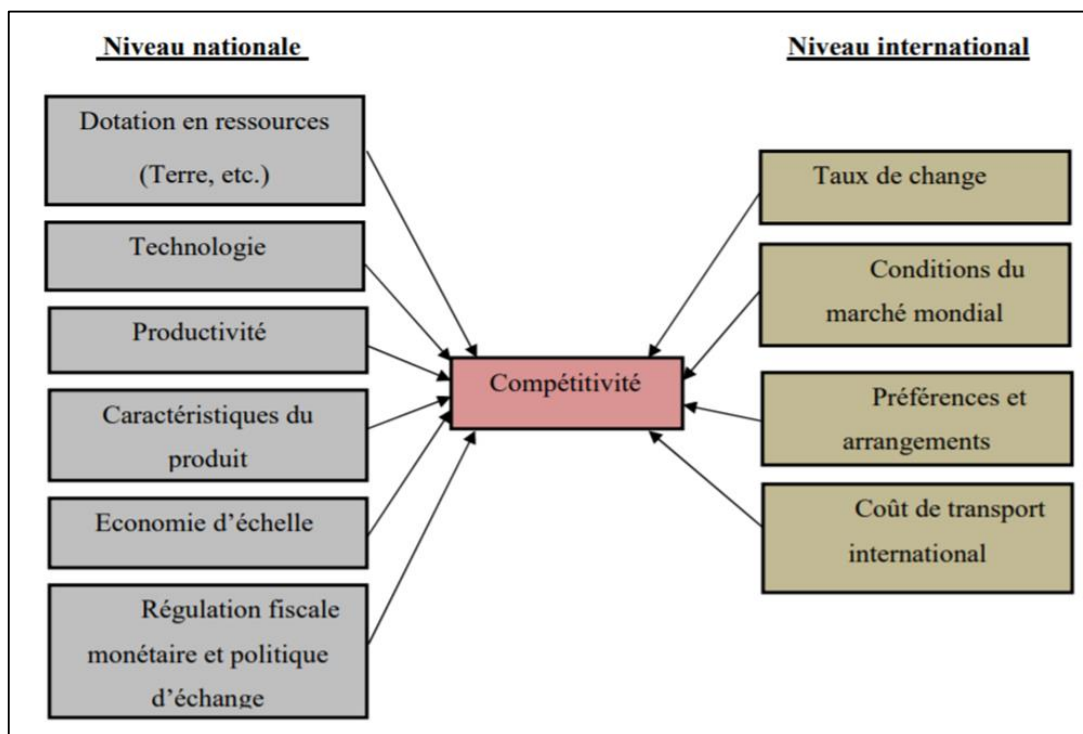 Niveau nationale
Dotation en ressources
(Terre, etc.)
Technologie
Productivité
Caractéristiques du
produit
Economie d’échelle
Régulation fiscale
monétaire et politique
d’échange
Compétitivité
Niveau international
Taux de change
Conditions du
marché mondial
Préférences et
arrangements
Coût de transport
international